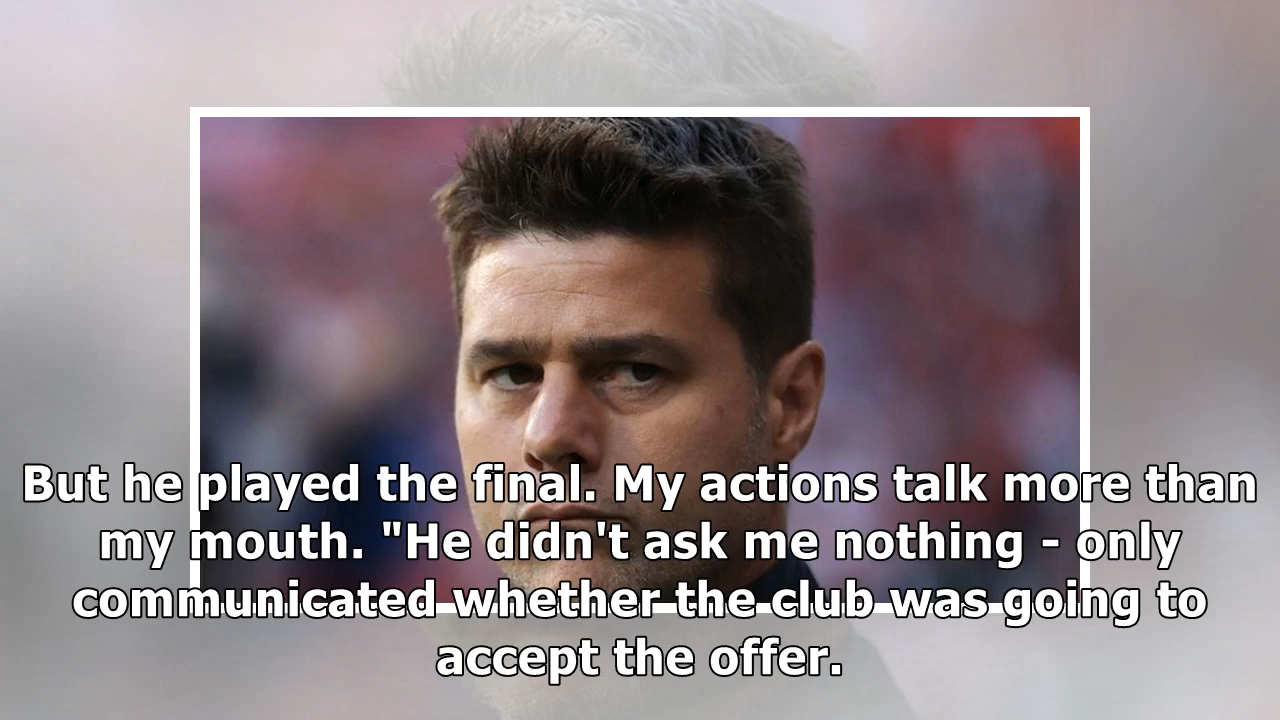 But he played the final. My actions talk more than
my mouth. "He didn't ask me nothing - only
communicated whether the club was going to
accept the offer.